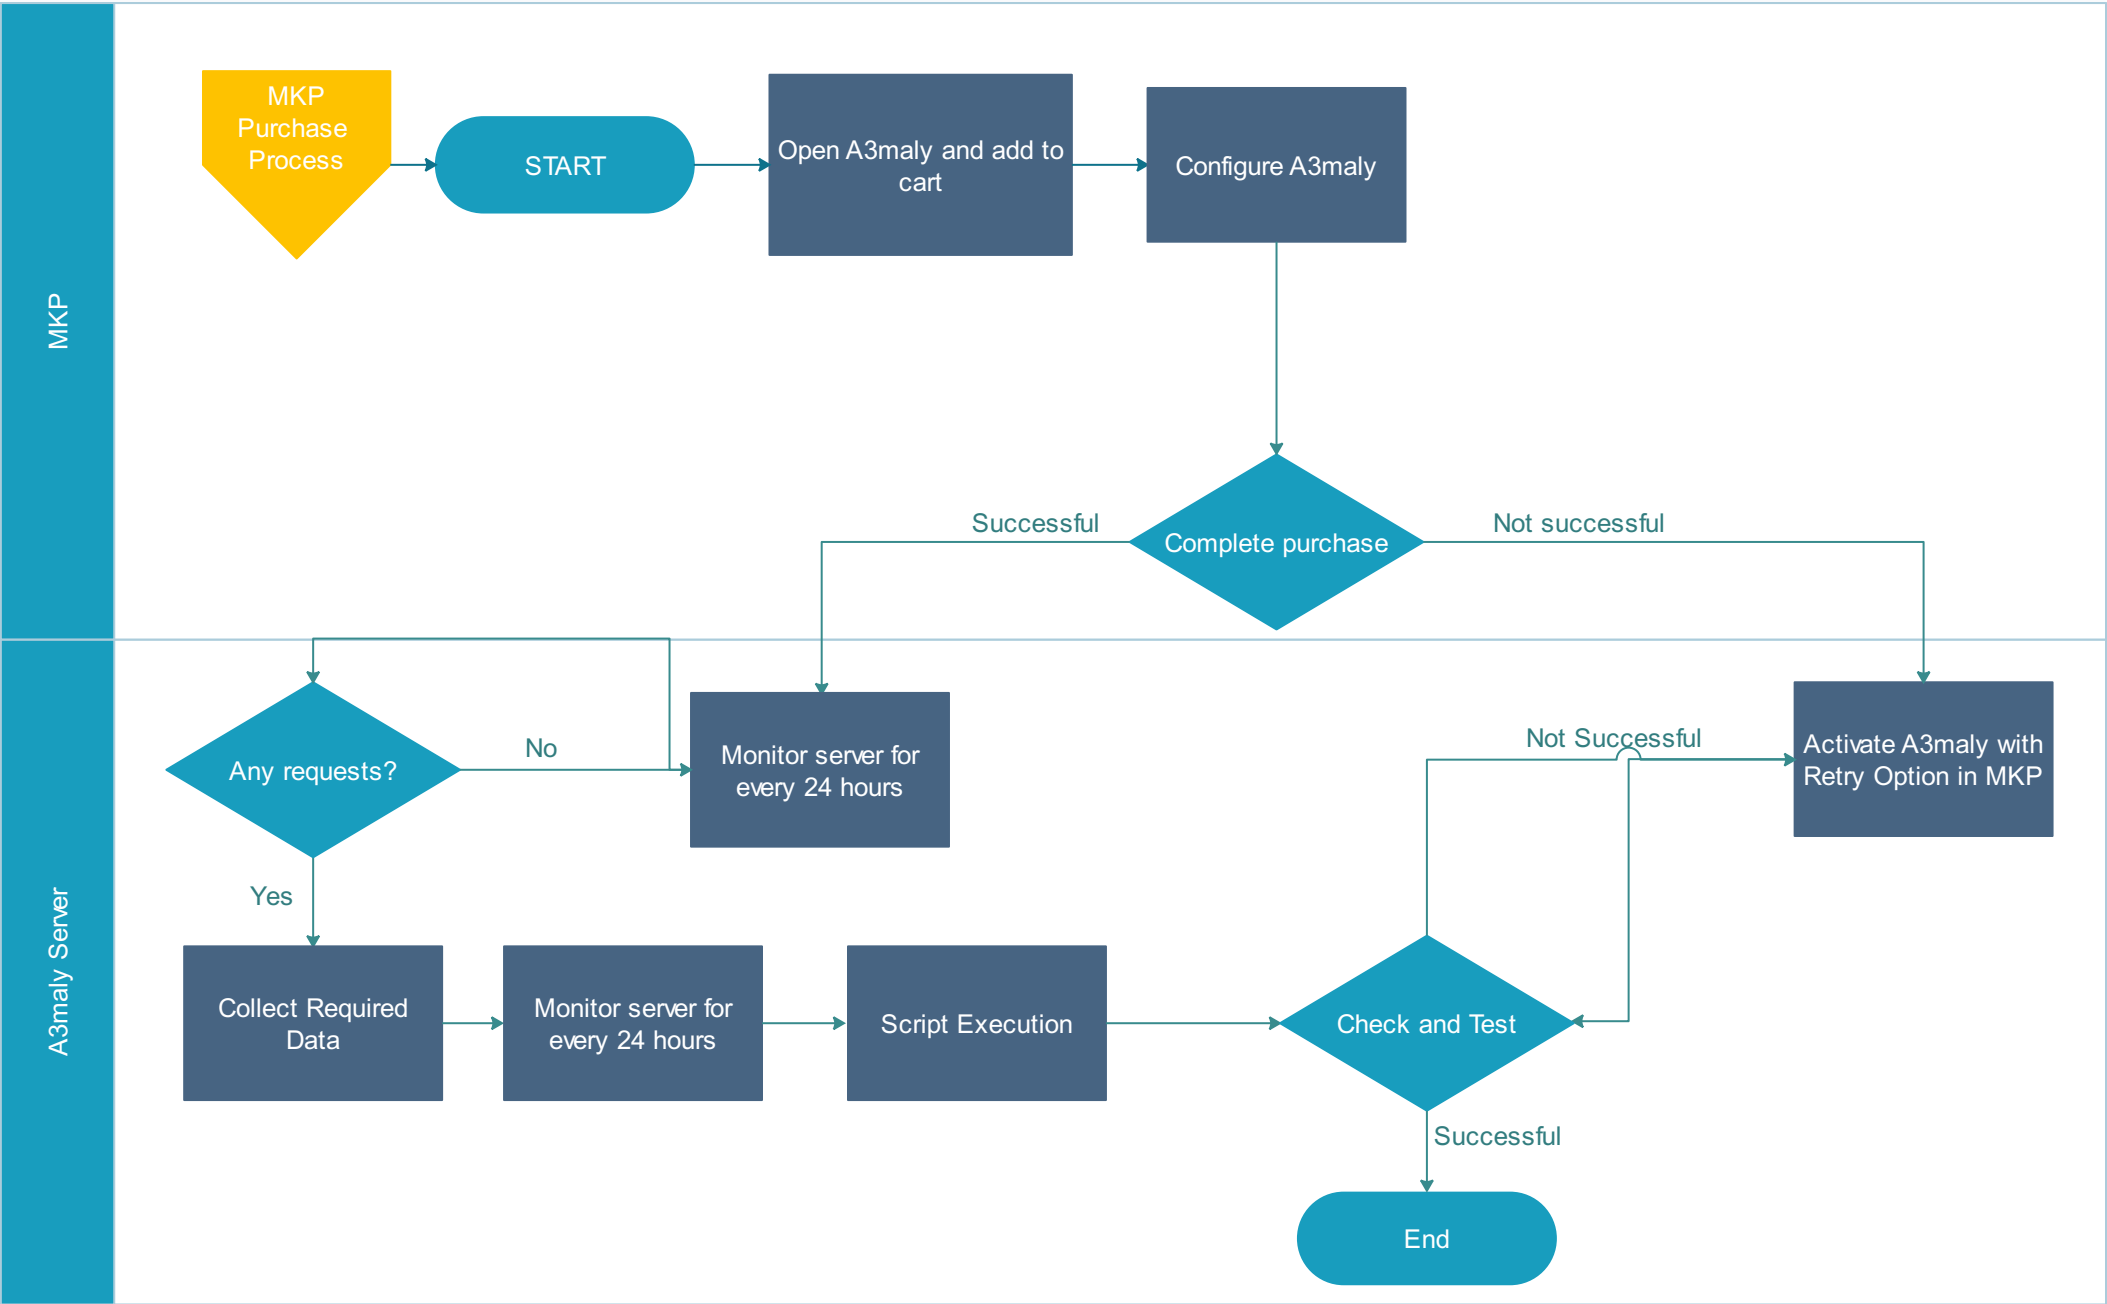 MKP
MKP
Purchase
Process
START
Open A3maly and add to
cart
Configure A3maly
Successful
Complete purchase
Not successful
A3maly Server
Any requests?
No
Monitor server for
every 24 hours
Not Successful
Activate A3maly with
Retry Option in MKP
Yes
Collect Required
Data
Monitor server for
every 24 hours
Script Execution
Check and Test
Successful
End